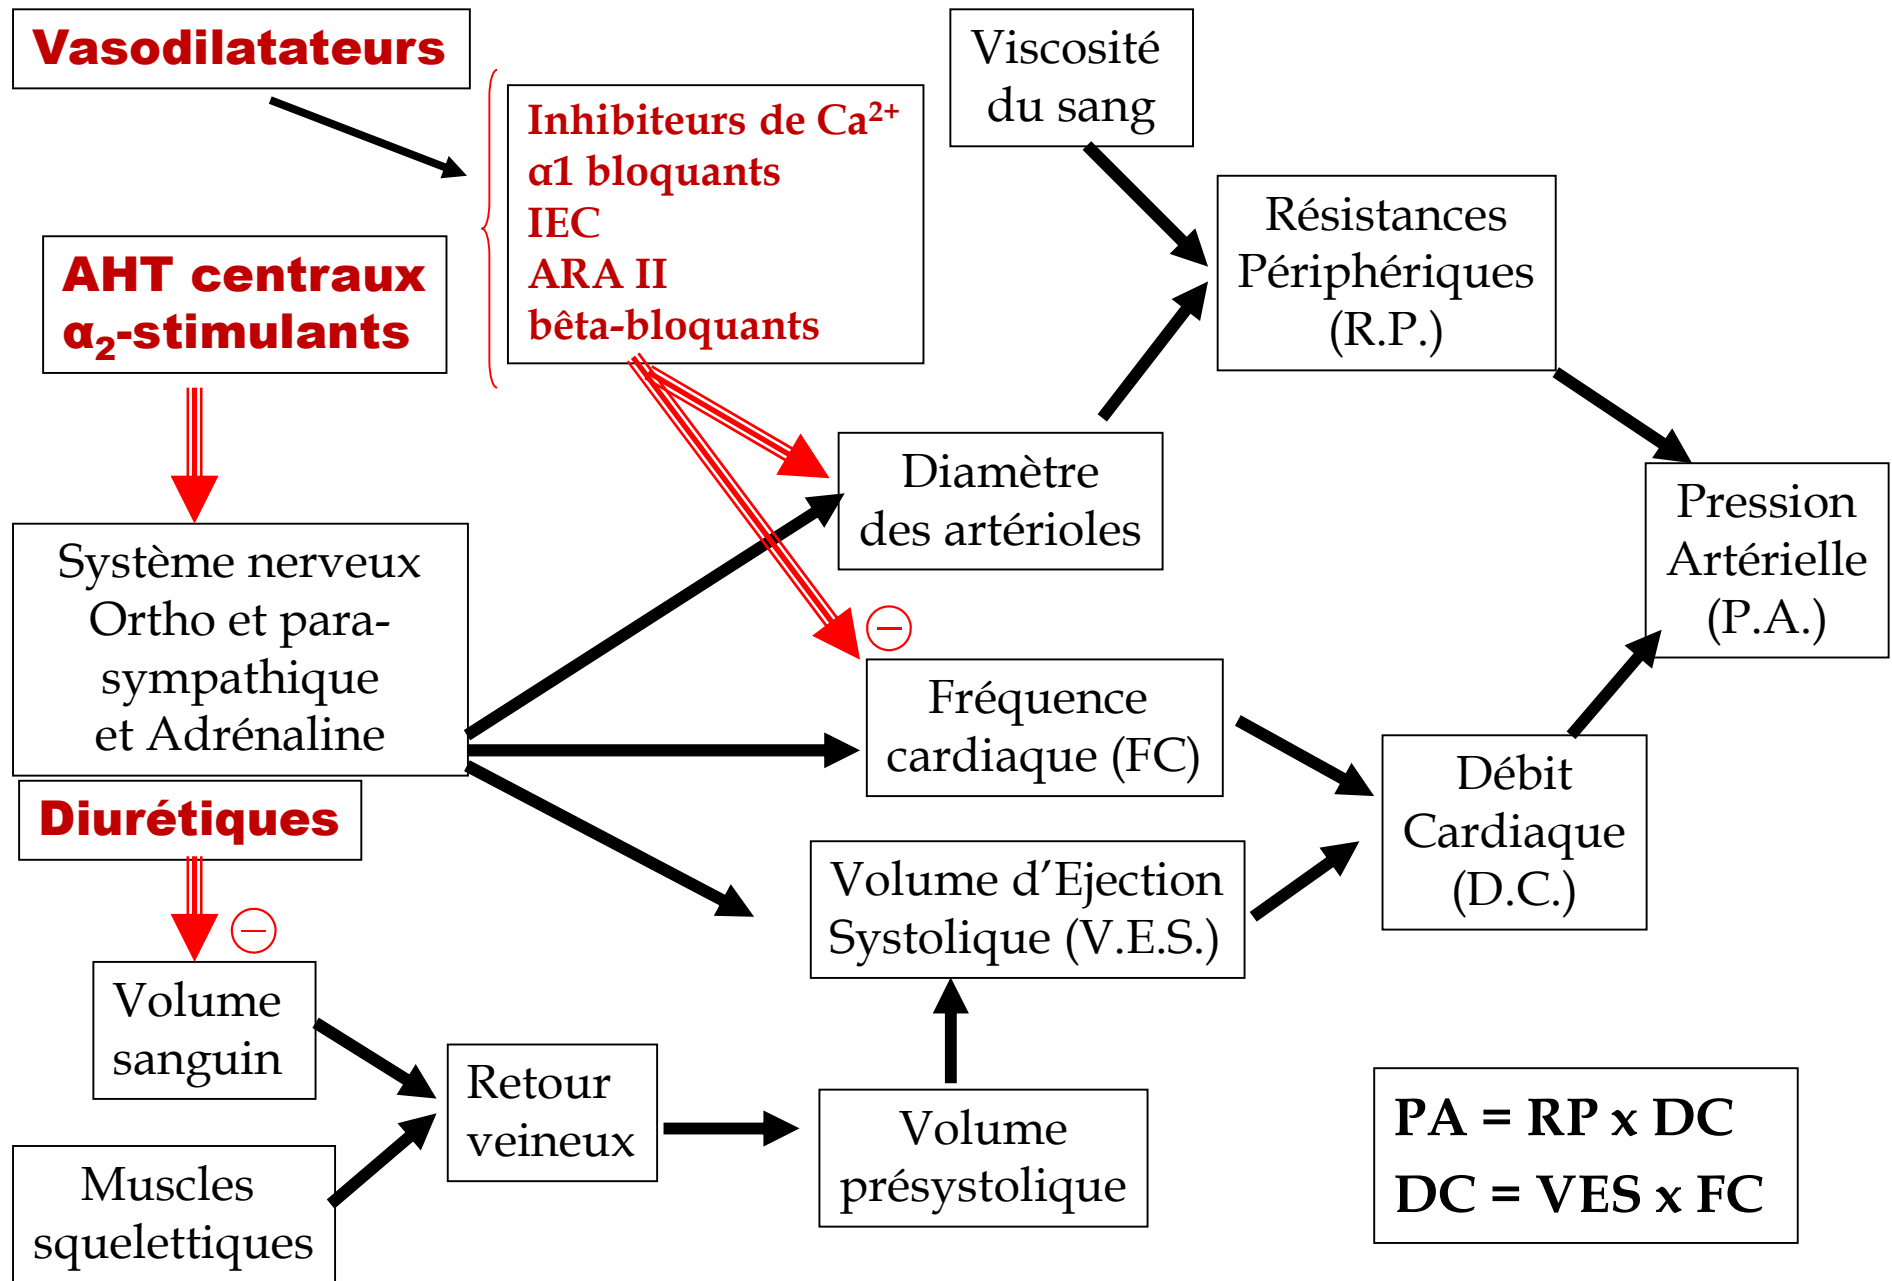 Vasodilatateurs
Inhibiteurs de Ca²⁺
α1 bloquants
IEC
ARA II
bêta-bloquants
Viscosité
du sang
Résistances
Périphériques
(R.P.)
AHT centraux
α₂-stimulants
Diamètre
des artérioles
Pression
Artérielle
(P.A.)
Système nerveux
Ortho et para-
sympathique
et Adrénaline
Fréquence
cardiaque (FC)
Débit
Cardiaque
(D.C.)
Diurétiques
Volume d’Ejection
Systolique (V.E.S.)
Volume
sanguin
Retour
veineux
Volume
présystolique
Muscles
squelettiques
PA = RP x DC
DC = VES x FC